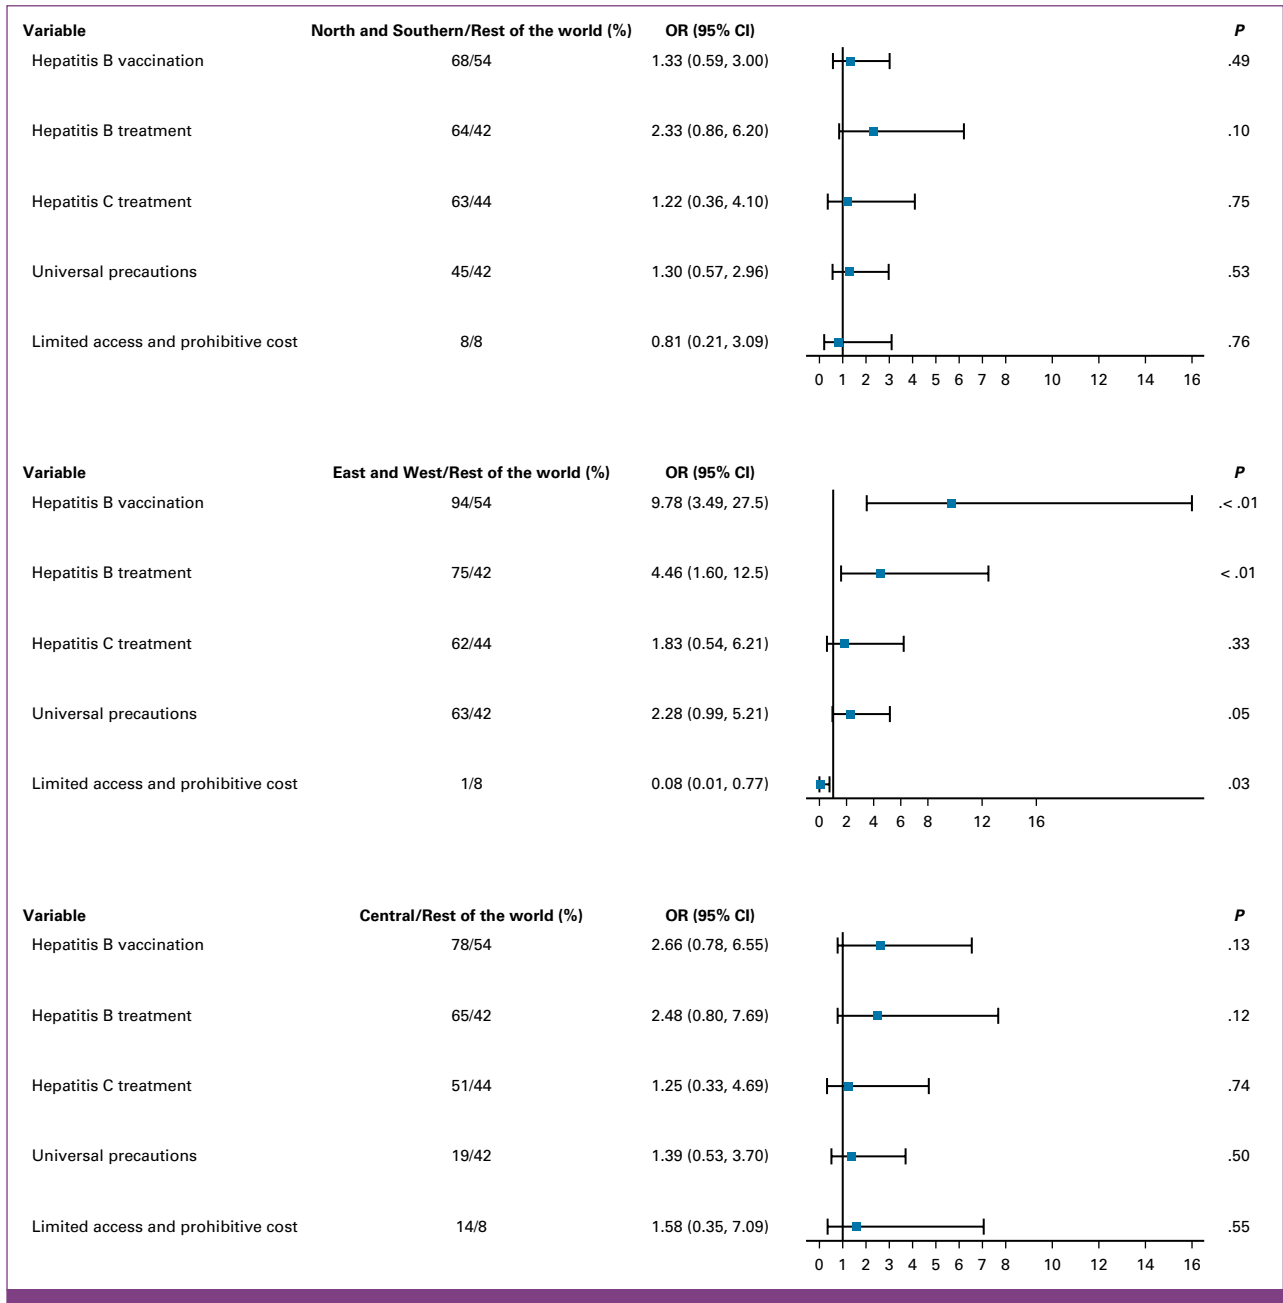 Variable North and Southern/Rest of the world (%) OR (95% CI) P
Hepatitis B vaccination 68/54 1.33 (0.59, 3.00) .49
Hepatitis B treatment 64/42 2.33 (0.86, 6.20) .10
Hepatitis C treatment 63/44 1.22 (0.36, 4.10) .75
Universal precautions 45/42 1.30 (0.57, 2.96) .53
Limited access and prohibitive cost 8/8 0.81 (0.21, 3.09) .76
0 1 2 3 4 5 6 7 8 10 12 14 16
Variable East and West/Rest of the world (%) OR (95% CI) P
Hepatitis B vaccination 94/54 9.78 (3.49, 27.5) .< .01
Hepatitis B treatment 75/42 4.46 (1.60, 12.5) < .01
Hepatitis C treatment 62/44 1.83 (0.54, 6.21) .33
Universal precautions 63/42 2.28 (0.99, 5.21) .05
Limited access and prohibitive cost 1/8 0.08 (0.01, 0.77) .03
0 2 4 6 8 12 16
Variable Central/Rest of the world (%) OR (95% CI) P
Hepatitis B vaccination 78/54 2.66 (0.78, 6.55) .13
Hepatitis B treatment 65/42 2.48 (0.80, 7.69) .12
Hepatitis C treatment 51/44 1.25 (0.33, 4.69) .74
Universal precautions 19/42 1.39 (0.53, 3.70) .50
Limited access and prohibitive cost 14/8 1.58 (0.35, 7.09) .55
0 1 2 3 4 5 6 7 8 10 12 14 16